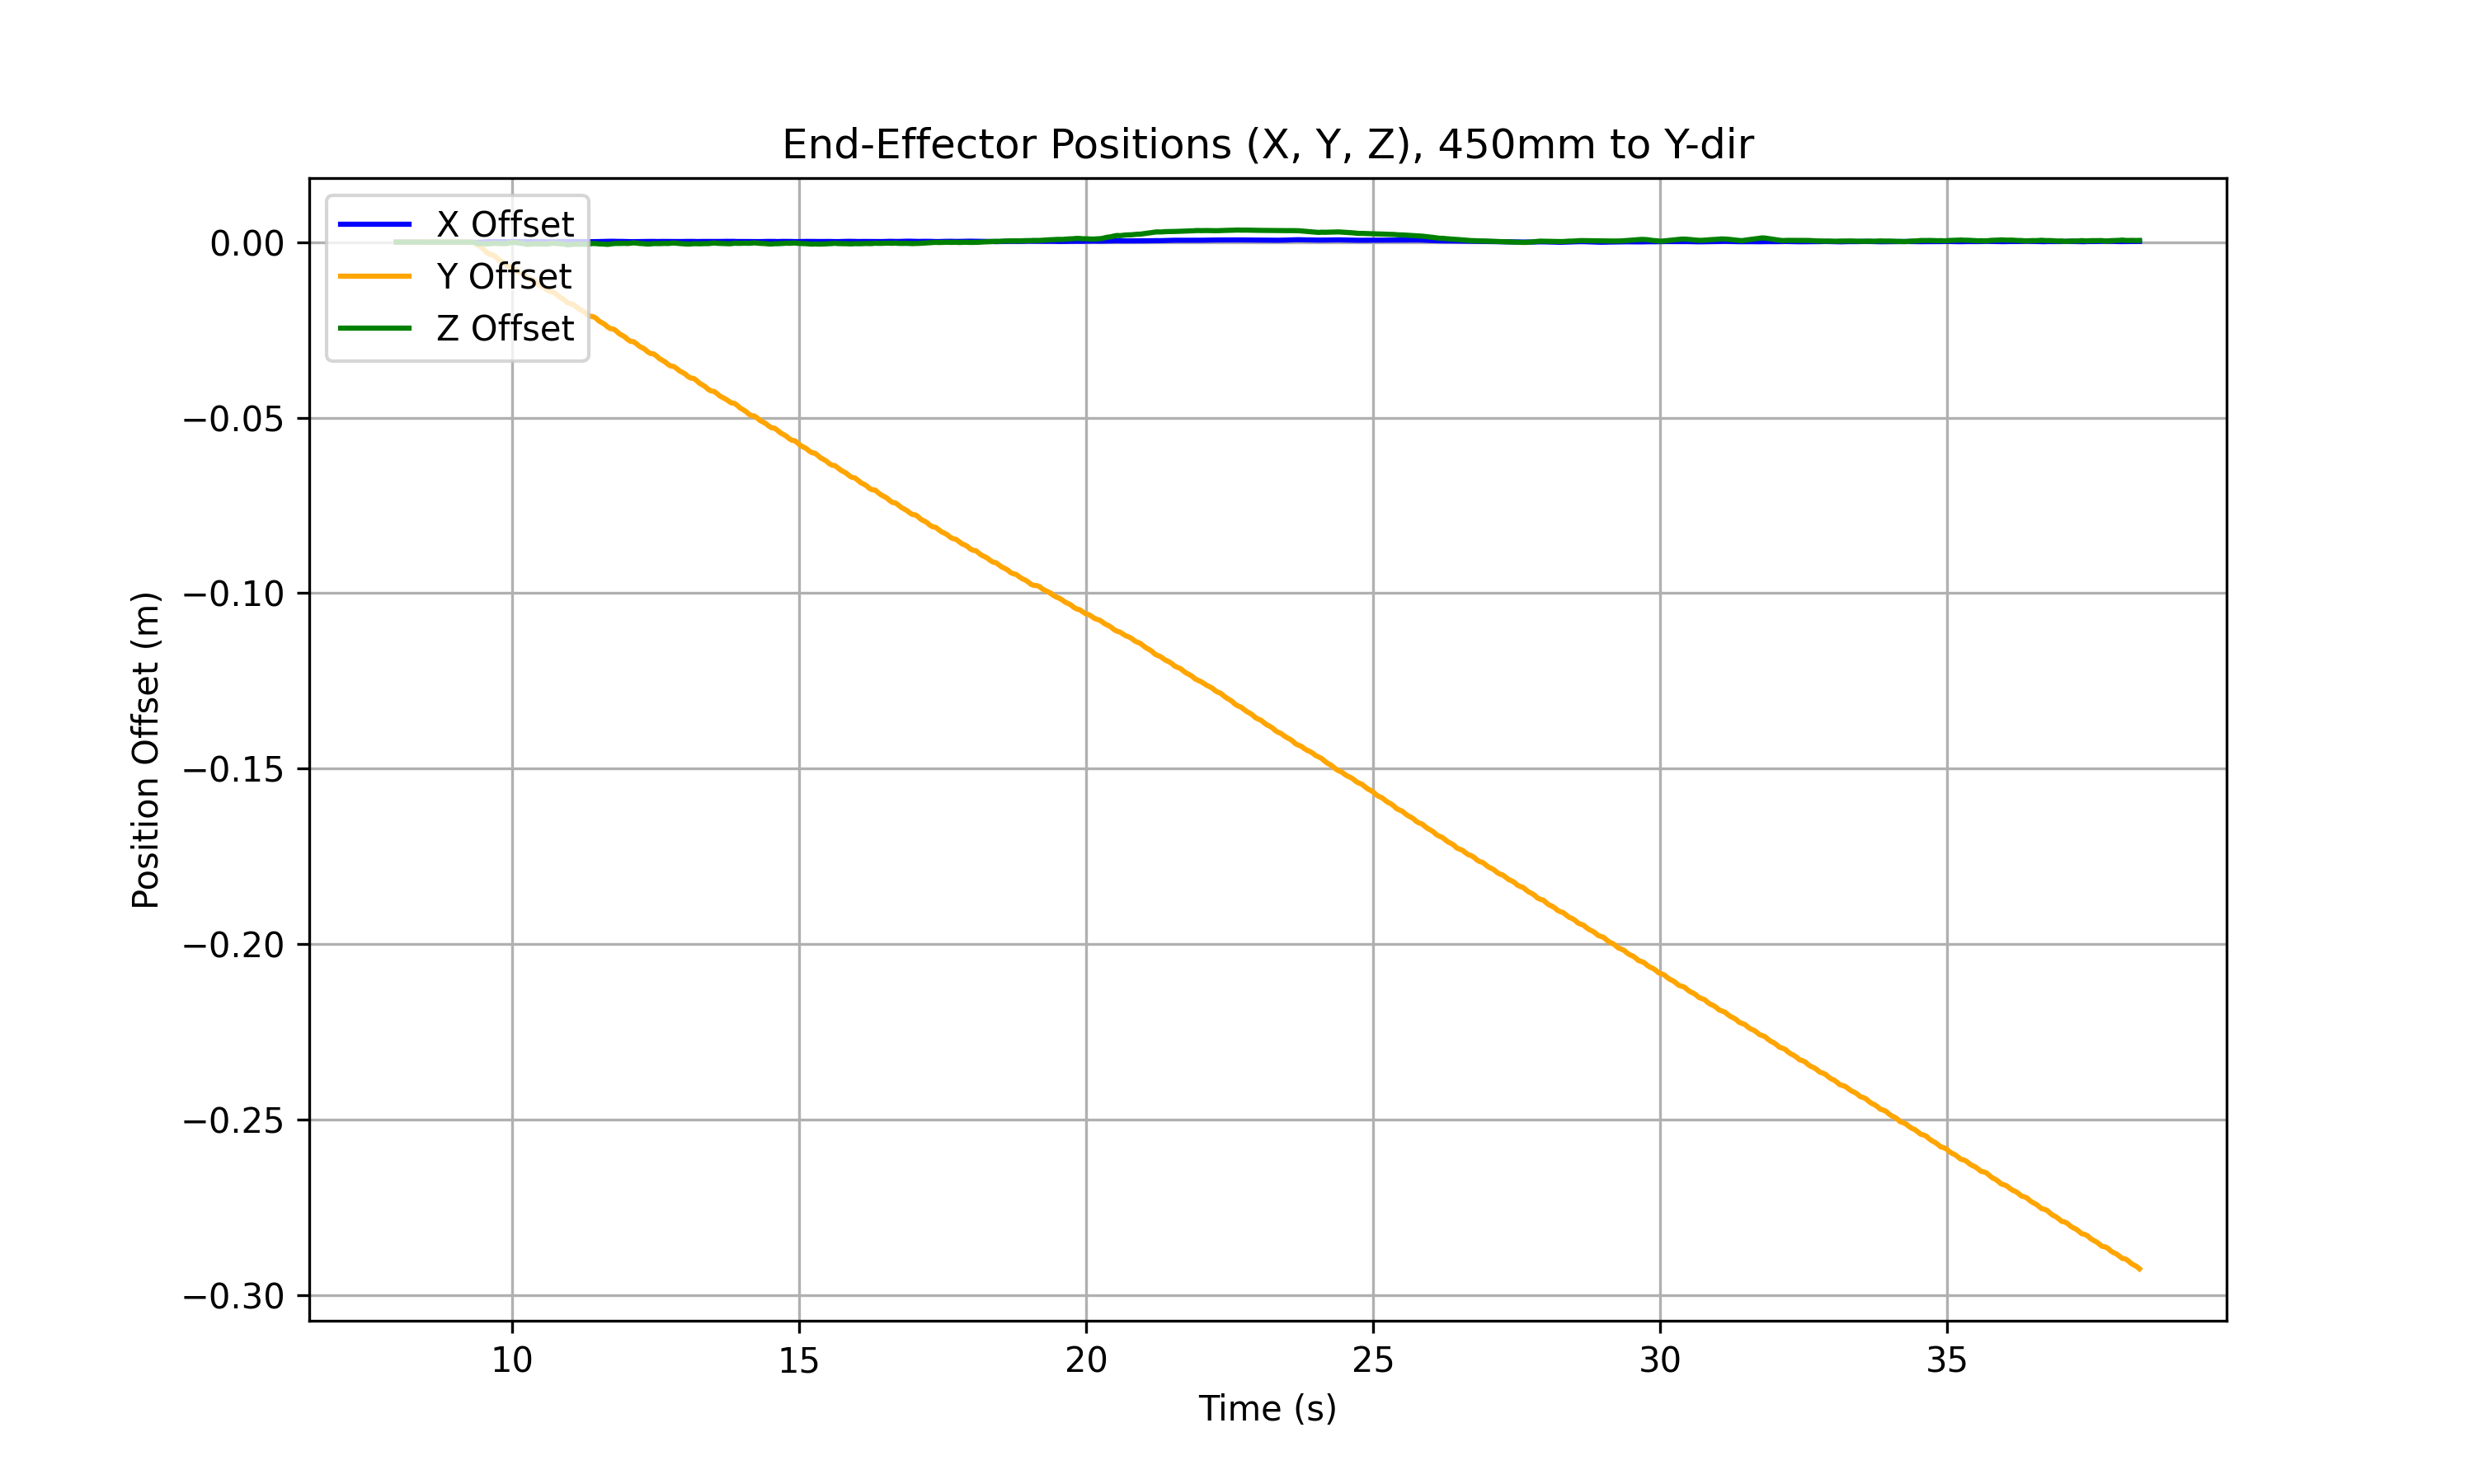 End-Effector Positions (X, Y, Z), 450mm to Y-dir
X Offset
Y Offset
Z Offset
0.00
−0.05
−0.10
−0.15
−0.20
−0.25
−0.30
Position Offset (m)
10 15 20 25 30 35
Time (s)